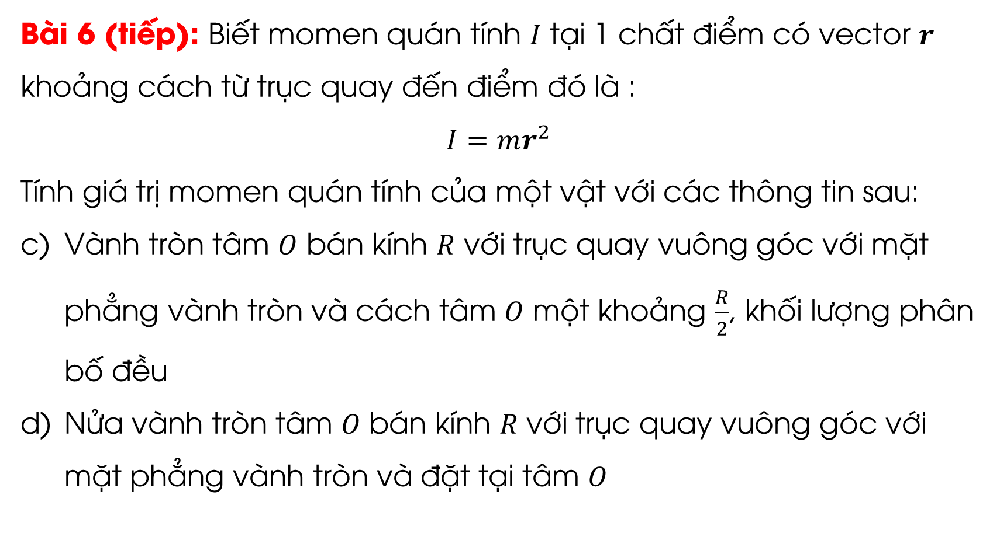 Bài 6 (tiếp): Biết momen quán tính I tại 1 chất điểm có vector r
khoảng cách từ trục quay đến điểm đó là :
I = mr²
Tính giá trị momen quán tính của một vật với các thông tin sau:
c) Vành tròn tâm O bán kính R với trục quay vuông góc với mặt
phẳng vành tròn và cách tâm O một khoảng R/2, khối lượng phân
bố đều
d) Nửa vành tròn tâm O bán kính R với trục quay vuông góc với
mặt phẳng vành tròn và đặt tại tâm O